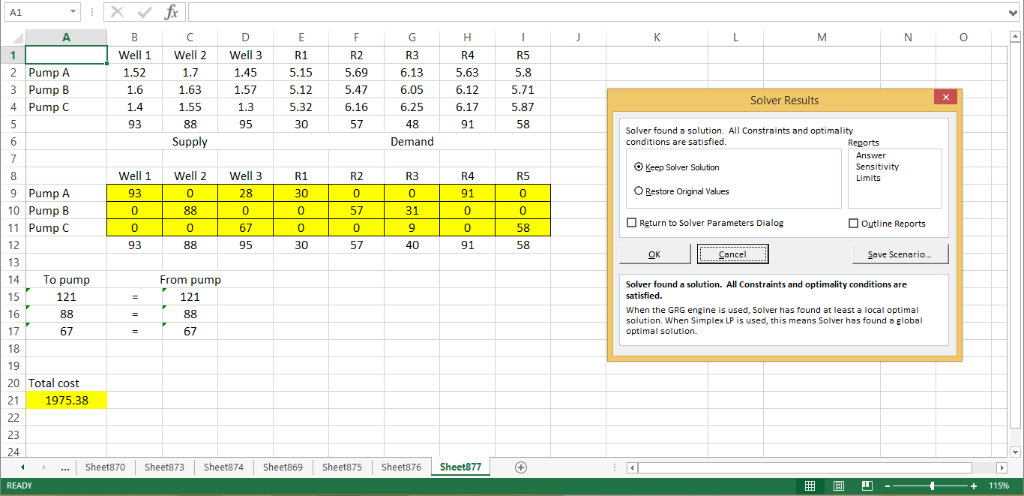 A1 fx
A B C D E F G H I J K L M N O
1 Well 1 Well 2 Well 3 R1 R2 R3 R4 R5
2 Pump A 1.52 1.7 1.45 5.15 5.69 6.13 5.63 5.8
3 Pump B 1.6 1.63 1.57 5.12 5.47 6.05 6.12 5.71
4 Pump C 1.4 1.55 1.3 5.32 6.16 6.25 6.17 5.87
5 93 88 95 30 57 48 91 58
6 Supply Demand
7
8 Well 1 Well 2 Well 3 R1 R2 R3 R4 R5
9 Pump A 93 0 28 30 0 0 91 0
10 Pump B 0 88 0 0 57 31 0 0
11 Pump C 0 0 67 0 0 9 0 58
12 93 88 95 30 57 40 91 58
13
14 To pump From pump
15 121 = 121
16 88 = 88
17 67 = 67
18
19
20 Total cost
21 1975.38
22
23
24
Solver Results
Solver found a solution. All Constraints and optimality
conditions are satisfied.
Reports
Answer
Sensitivity
Limits
Keep Solver Solution
Restore Original Values
Return to Solver Parameters Dialog
Outline Reports
OK Cancel Save Scenario...
Solver found a solution. All Constraints and optimality conditions are
satisfied.
When the GRG engine is used, Solver has found at least a local optimal
solution. When Simplex LP is used, this means Solver has found a global
optimal solution.
... Sheet870 Sheet873 Sheet874 Sheet869 Sheet875 Sheet876 Sheet877
READY 115%